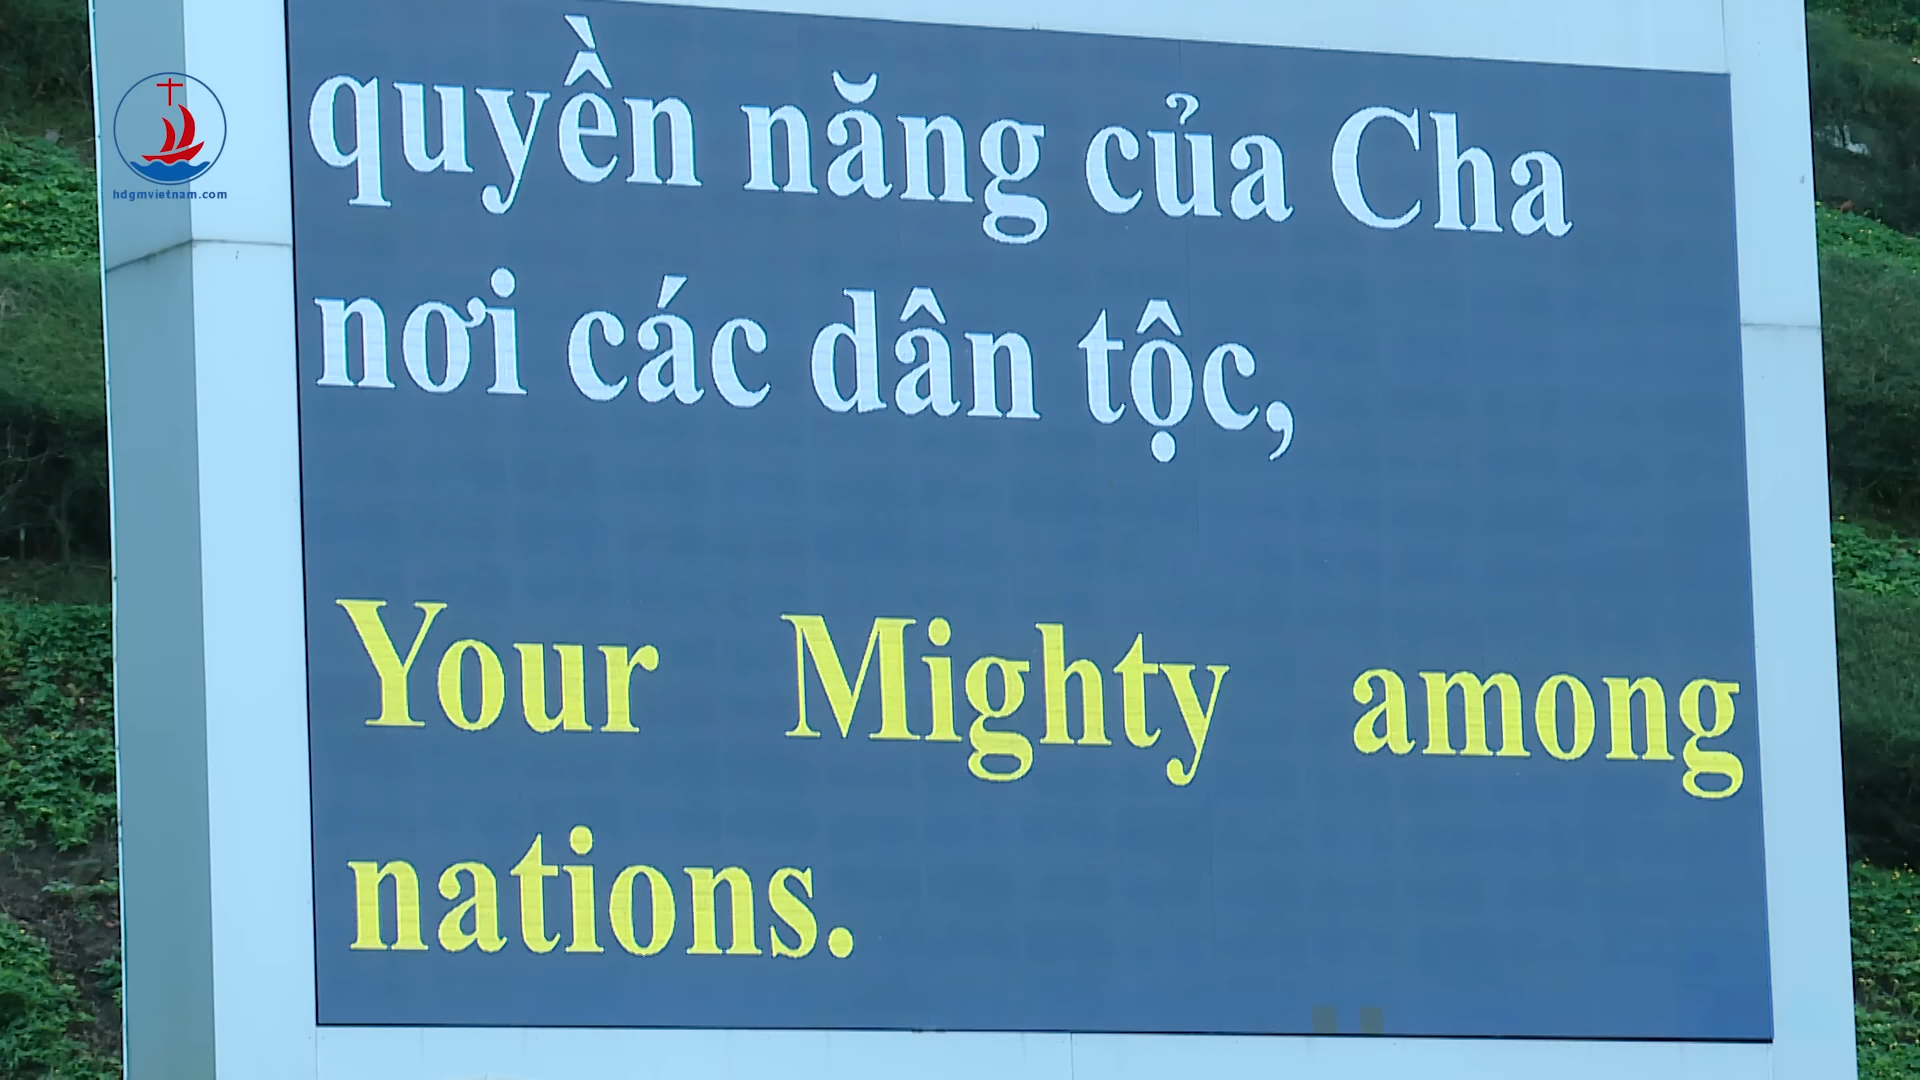 hdgmvietnam.com
quyền năng của Cha
nơi các dân tộc,
Your Mighty among
nations.